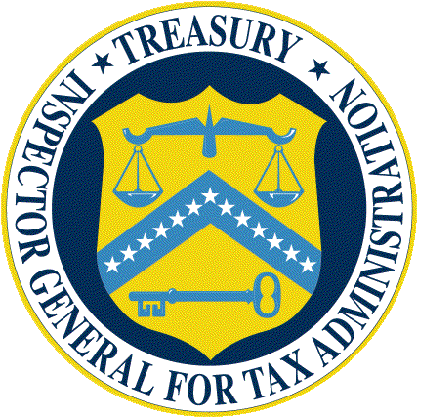 TREASURY
INSPECTOR GENERAL FOR TAX ADMINISTRATION